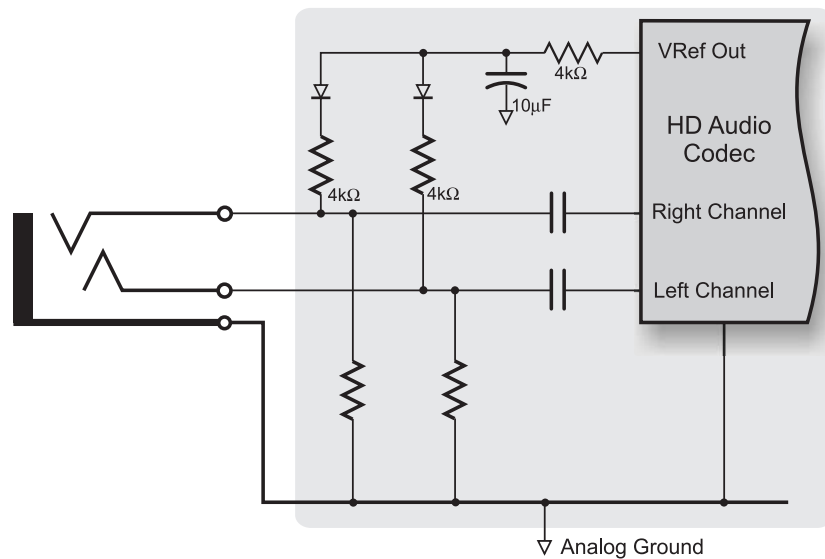 VRef Out
4kΩ
10μF
HD Audio
Codec
4kΩ
4kΩ
Right Channel
Left Channel
Analog Ground